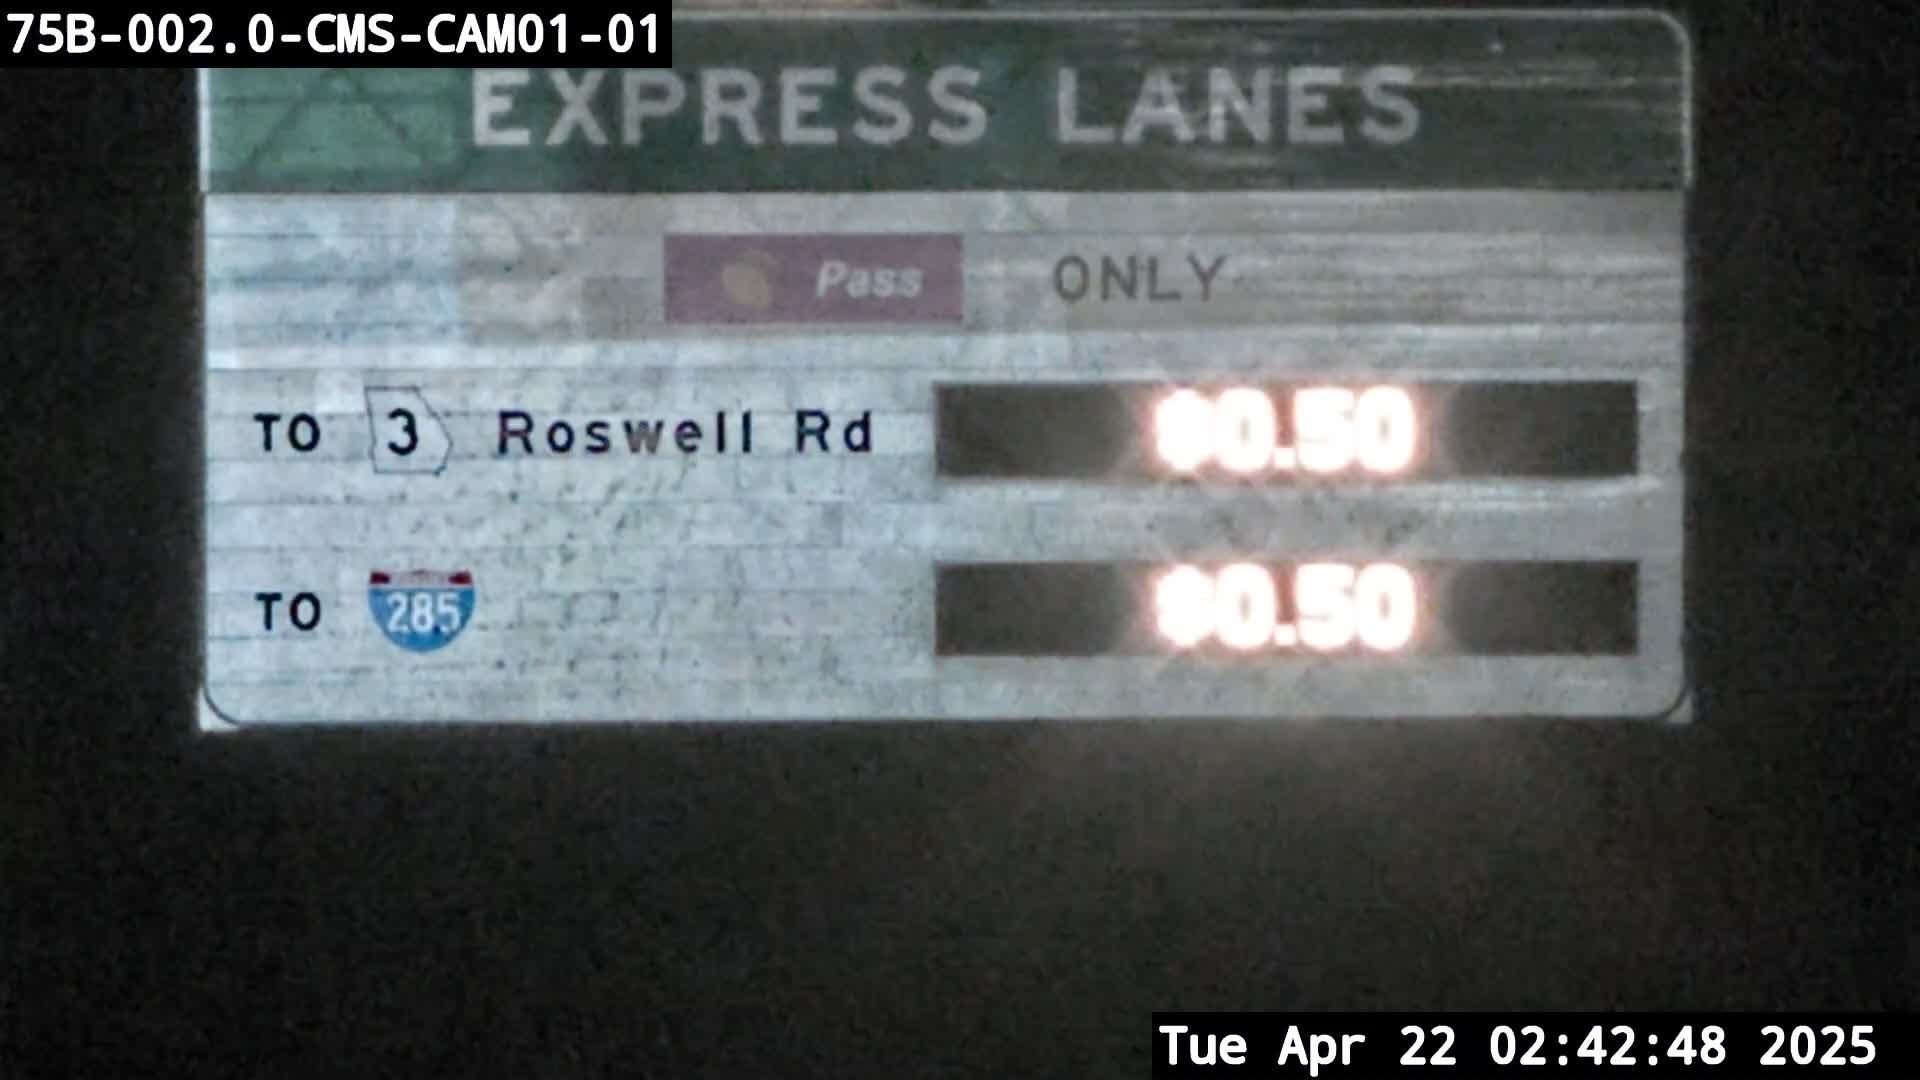 75B-002.0-CMS-CAM01-01
EXPRESS LANES
Pass ONLY
TO 3 Roswell Rd $0.50
TO 285 $0.50
Tue Apr 22 02:42:48 2025